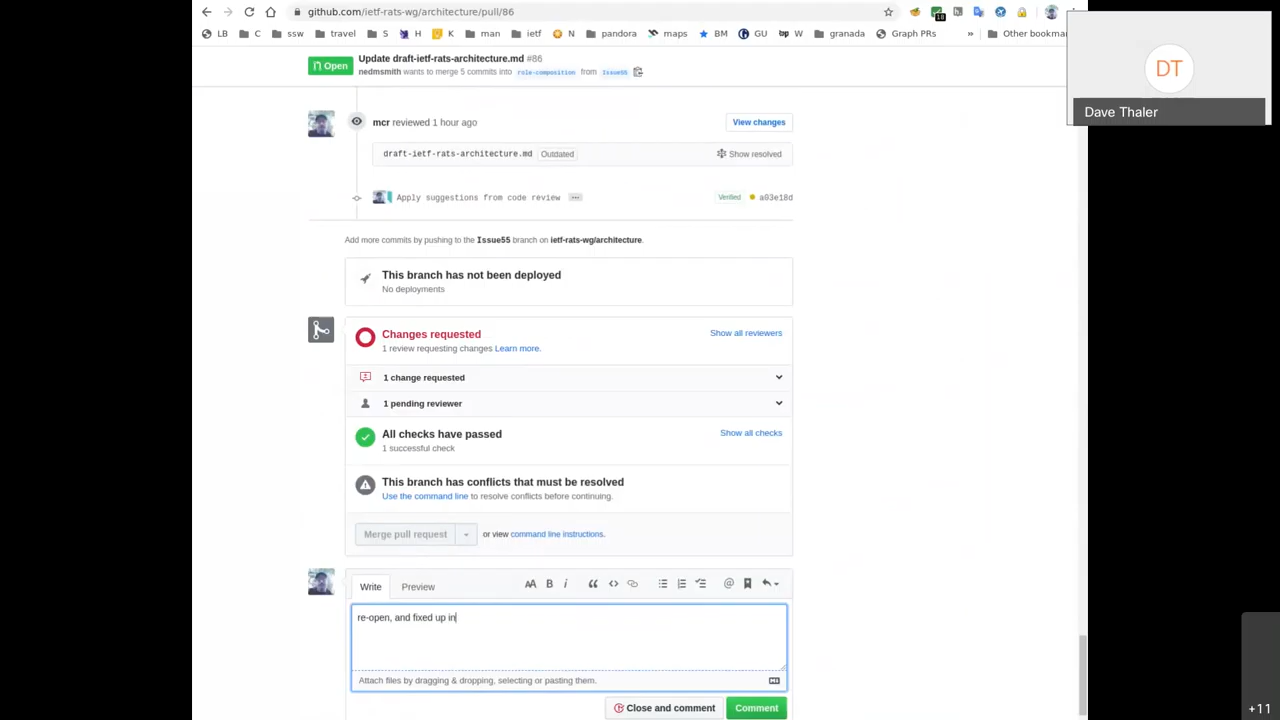 github.com/ietf-rats-wg/architecture/pull/86
18
LB C ssw travel S H K man ietf N pandora maps BM GU W granada Graph PRs » Other bookmar
Open
Update draft-ietf-rats-architecture.md #86
nedmsmith wants to merge 5 commits into role-composition from Issue55
DT
Dave Thaler
mcr reviewed 1 hour ago
View changes
draft-ietf-rats-architecture.md Outdated
Show resolved
Apply suggestions from code review ...
Verified a03e18d
Add more commits by pushing to the Issue55 branch on ietf-rats-wg/architecture.
This branch has not been deployed
No deployments
Changes requested
Show all reviewers
1 review requesting changes Learn more.
1 change requested
1 pending reviewer
All checks have passed
Show all checks
1 successful check
This branch has conflicts that must be resolved
Use the command line to resolve conflicts before continuing.
Merge pull request
or view command line instructions.
Write Preview
AA B i
re-open, and fixed up in
Attach files by dragging & dropping, selecting or pasting them.
Close and comment
Comment
+11